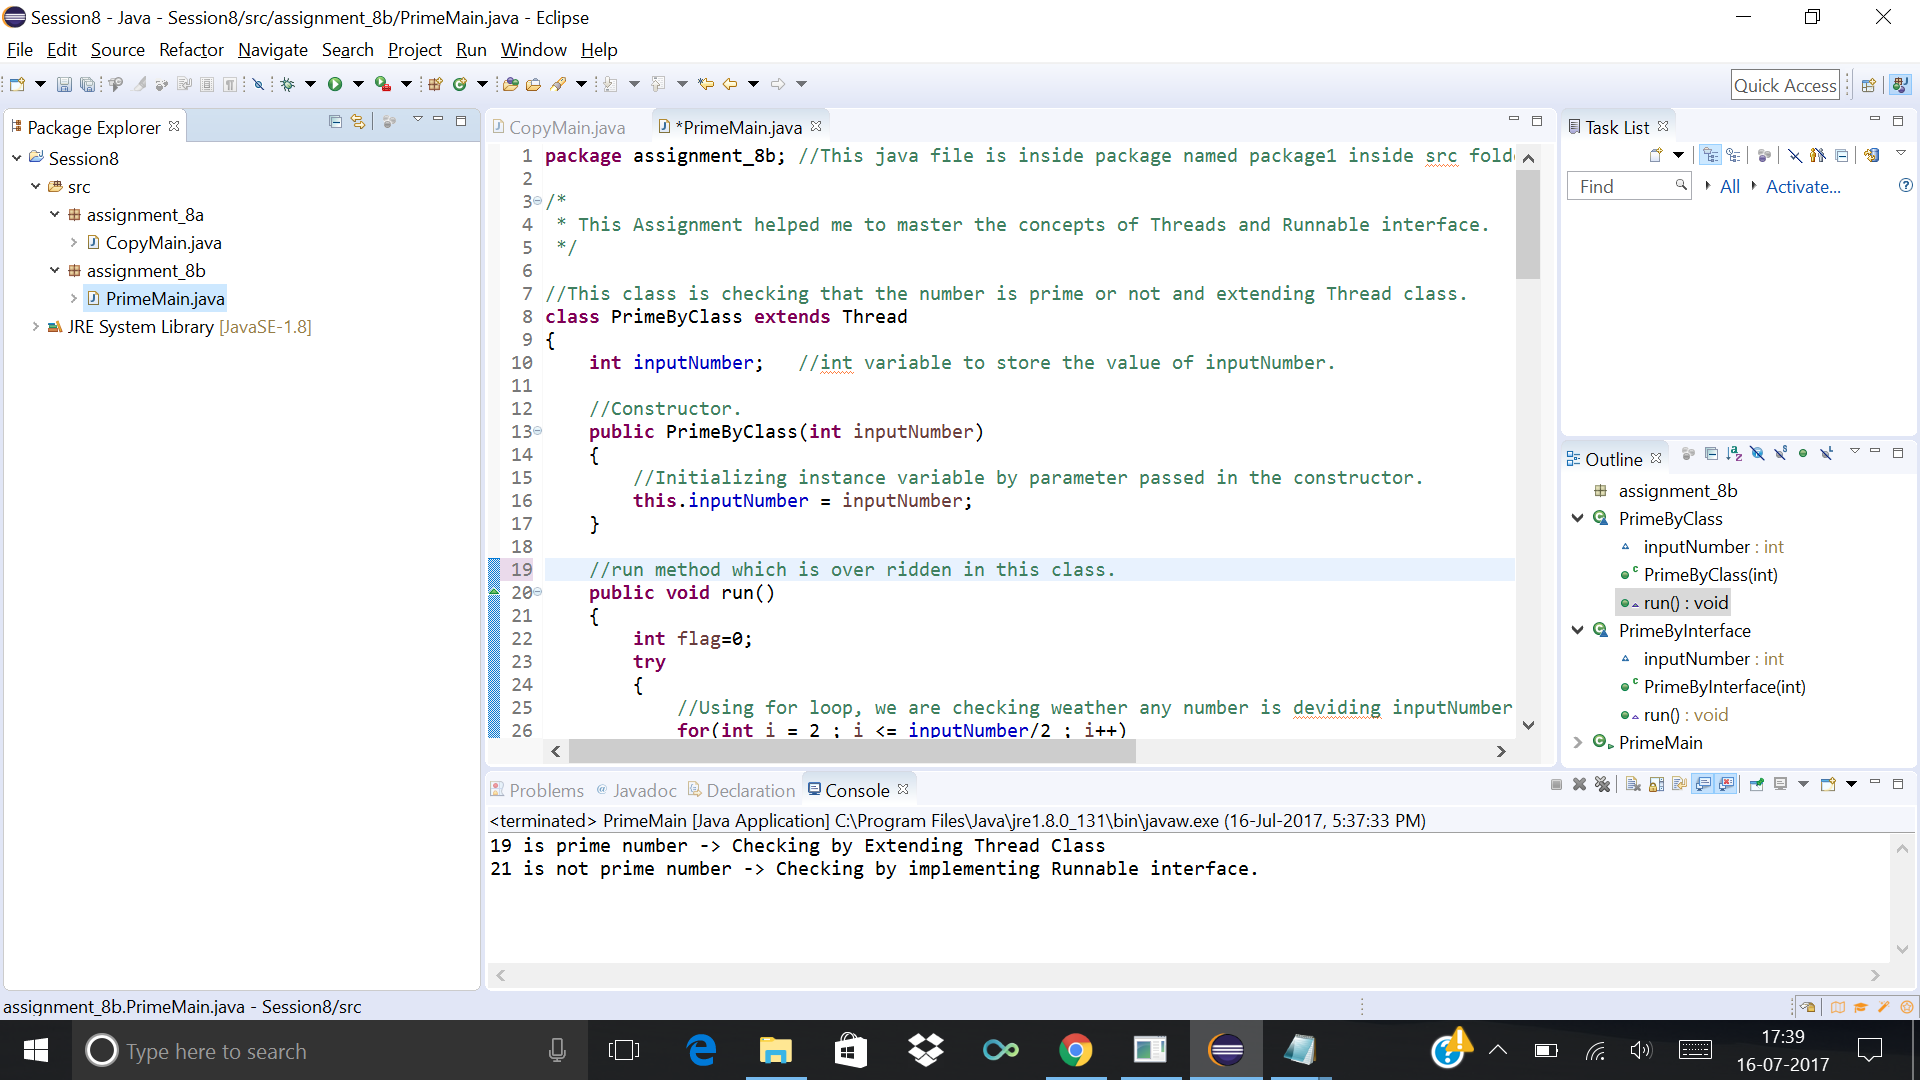 Session8 - Java - Session8/src/assignment_8b/PrimeMain.java - Eclipse
File Edit Source Refactor Navigate Search Project Run Window Help
Quick Access
Package Explorer
Session8
src
assignment_8a
CopyMain.java
assignment_8b
PrimeMain.java
JRE System Library [JavaSE-1.8]
CopyMain.java
*PrimeMain.java
1 package assignment_8b; //This java file is inside package named package1 inside src fold
2
3 /*
4 * This Assignment helped me to master the concepts of Threads and Runnable interface.
5 */
6
7 //This class is checking that the number is prime or not and extending Thread class.
8 class PrimeByClass extends Thread
9 {
10 int inputNumber; //int variable to store the value of inputNumber.
11
12 //Constructor.
13 public PrimeByClass(int inputNumber)
14 {
15 //Initializing instance variable by parameter passed in the constructor.
16 this.inputNumber = inputNumber;
17 }
18
19 //run method which is over ridden in this class.
20 public void run()
21 {
22 int flag=0;
23 try
24 {
25 //Using for loop, we are checking weather any number is deviding inputNumber
26 for(int i = 2 ; i <= inputNumber/2 ; i++)
Task List
Find
All
Activate...
Outline
assignment_8b
PrimeByClass
inputNumber : int
PrimeByClass(int)
run() : void
PrimeByInterface
inputNumber : int
PrimeByInterface(int)
run() : void
PrimeMain
Problems @ Javadoc Declaration Console
<terminated> PrimeMain [Java Application] C:\Program Files\Java\jre1.8.0_131\bin\javaw.exe (16-Jul-2017, 5:37:33 PM)
19 is prime number -> Checking by Extending Thread Class
21 is not prime number -> Checking by implementing Runnable interface.
assignment_8b.PrimeMain.java - Session8/src
Type here to search
17:39
16-07-2017